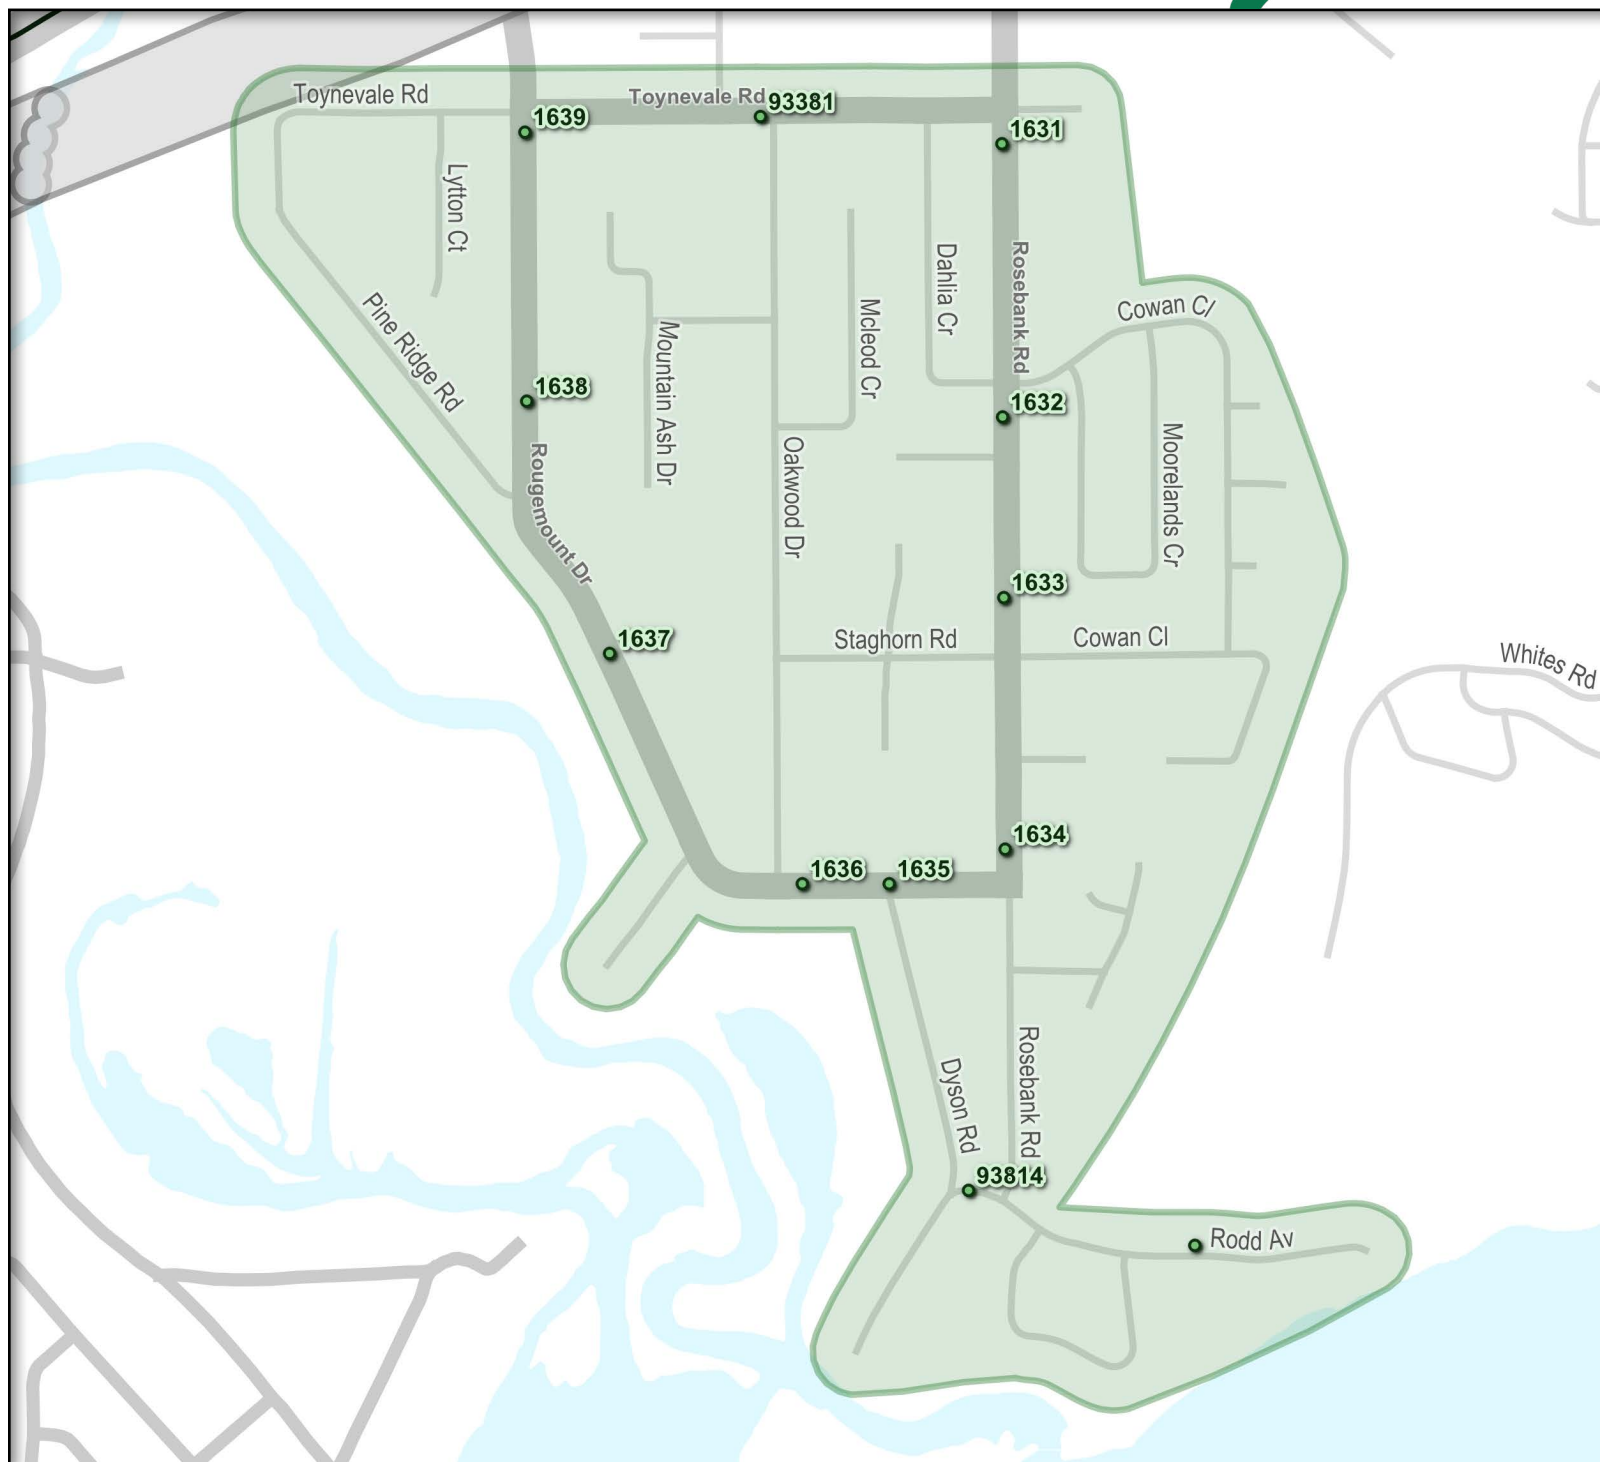 Toynevale Rd
Toynevale Rd
93381
1639
1631
Lytton Ct
Rosebank Rd
Dahlia Cr
Cowan Cl
Pine Ridge Rd
Mcleod Cr
Mountain Ash Dr
1638
1632
Moorelands Cr
Oakwood Dr
Rougemount Dr
1633
1637
Staghorn Rd
Cowan Cl
Whites Rd
1634
1636
1635
Rosebank Rd
Dyson Rd
93814
Rodd Av